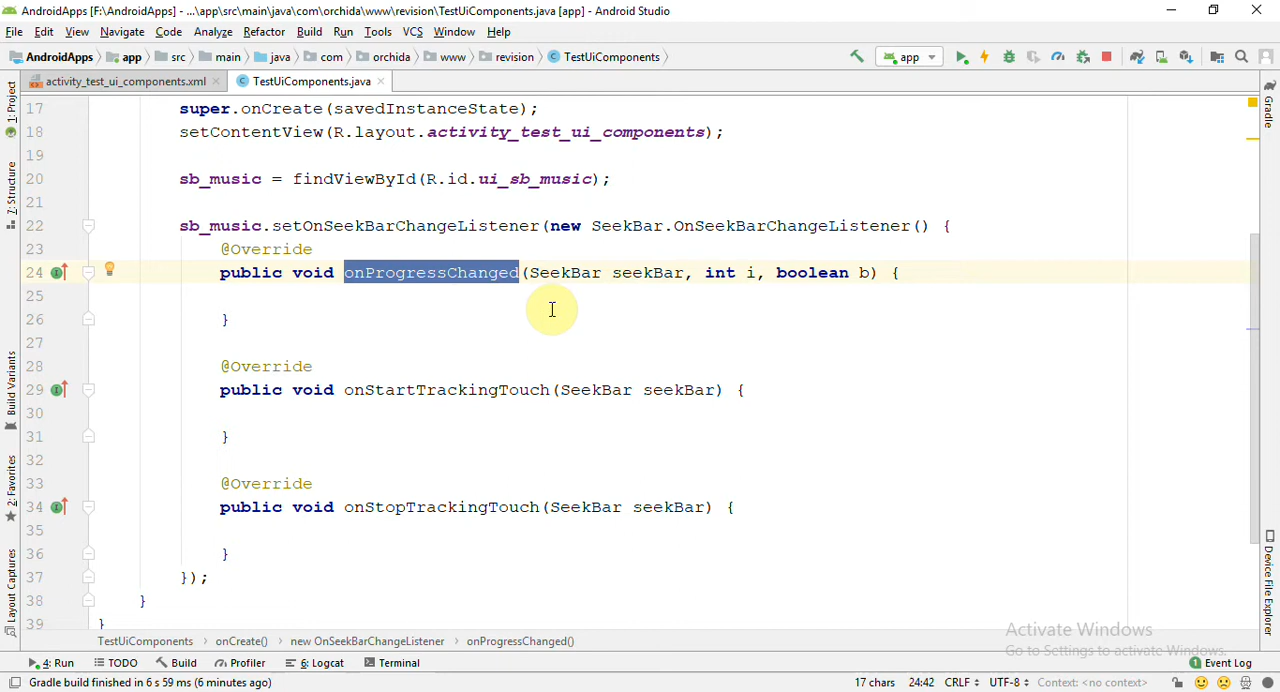 AndroidApps [F:\AndroidApps] - ...\app\src\main\java\com\orchida\www\revision\TestUiComponents.java [app] - Android Studio
File Edit View Navigate Code Analyze Refactor Build Run Tools VCS Window Help
AndroidApps app src main java com orchida www revision TestUiComponents app
activity_test_ui_components.xml TestUiComponents.java
1: Project
Z: Structure
Build Variants
2: Favorites
Layout Captures
17 super.onCreate(savedInstanceState);
18 setContentView(R.layout.activity_test_ui_components);
19
20 sb_music = findViewById(R.id.ui_sb_music);
21
22 sb_music.setOnSeekBarChangeListener(new SeekBar.OnSeekBarChangeListener() {
23 @Override
24 public void onProgressChanged(SeekBar seekBar, int i, boolean b) {
25
26 }
27
28 @Override
29 public void onStartTrackingTouch(SeekBar seekBar) {
30
31 }
32
33 @Override
34 public void onStopTrackingTouch(SeekBar seekBar) {
35
36 }
37 });
38 }
39 }
Gradle
Device File Explorer
TestUiComponents › onCreate() › new OnSeekBarChangeListener › onProgressChanged()
Activate Windows
Go to Settings to activate Windows.
4: Run TODO Build Profiler 6: Logcat Terminal 1 Event Log
Gradle build finished in 6 s 59 ms (6 minutes ago) 17 chars 24:42 CRLF UTF-8 Context: <no context>